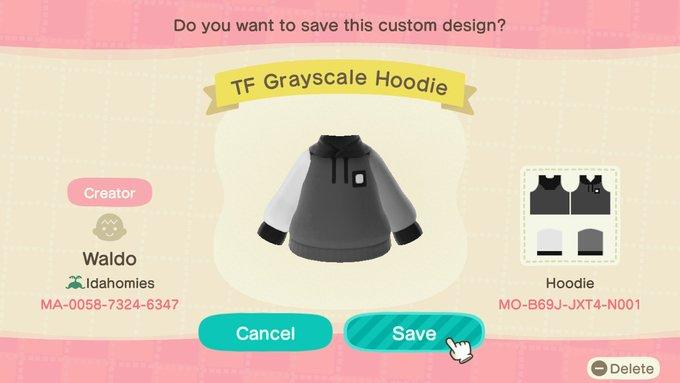 Do you want to save this custom design?
TF Grayscale Hoodie
Creator
Waldo
Idahomies
MA-0058-7324-6347
Hoodie
MO-B69J-JXT4-N001
Cancel
Save
Delete